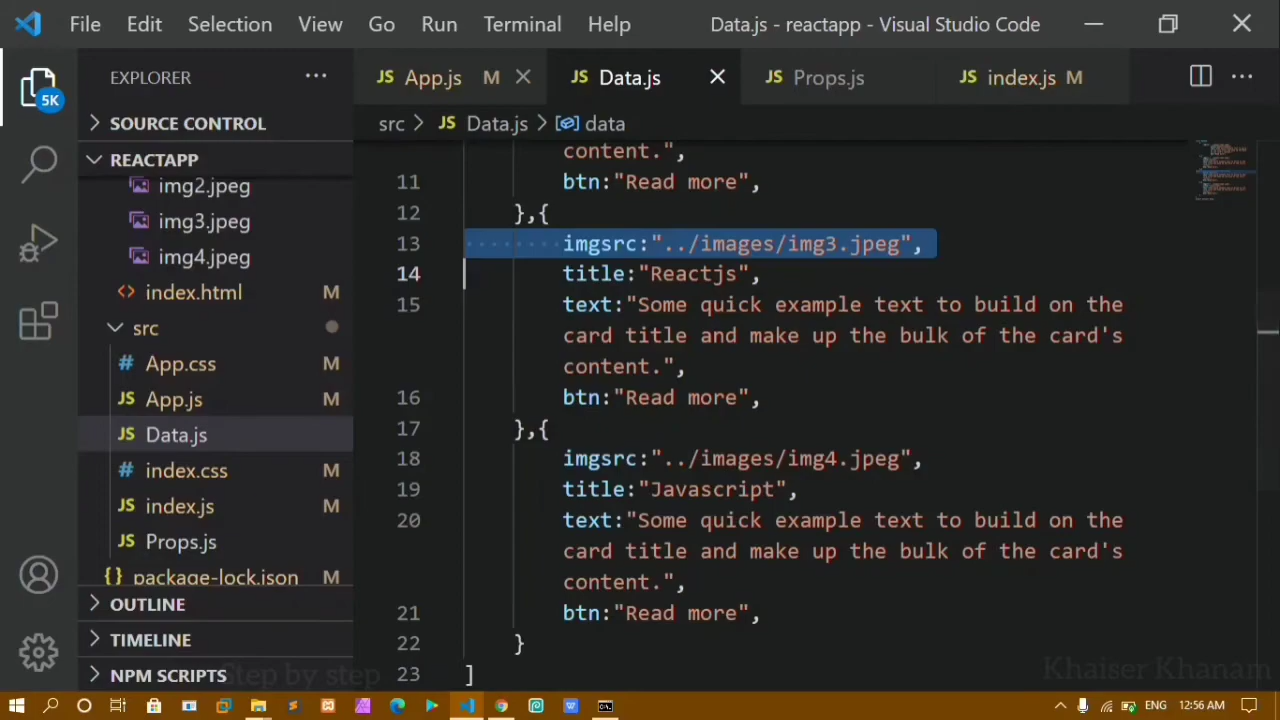 File Edit Selection View Go Run Terminal Help Data.js - reactapp - Visual Studio Code
EXPLORER
JS App.js M
JS Data.js
JS Props.js
JS index.js M
5K
SOURCE CONTROL
REACTAPP
img2.jpeg
img3.jpeg
img4.jpeg
index.html M
src
App.css M
JS App.js M
JS Data.js
index.css M
JS index.js M
JS Props.js
package-lock.json M
OUTLINE
TIMELINE
NPM SCRIPTS
src > JS Data.js > data
content.",
11 btn:"Read more",
12 },{
13 imgsrc:"../images/img3.jpeg",
14 title:"Reactjs",
15 text:"Some quick example text to build on the
card title and make up the bulk of the card's
content.",
16 btn:"Read more",
17 },{
18 imgsrc:"../images/img4.jpeg",
19 title:"Javascript",
20 text:"Some quick example text to build on the
card title and make up the bulk of the card's
content.",
21 btn:"Read more",
22 }
23 ]
Step by step
Khaiser Khanam
ENG 12:56 AM